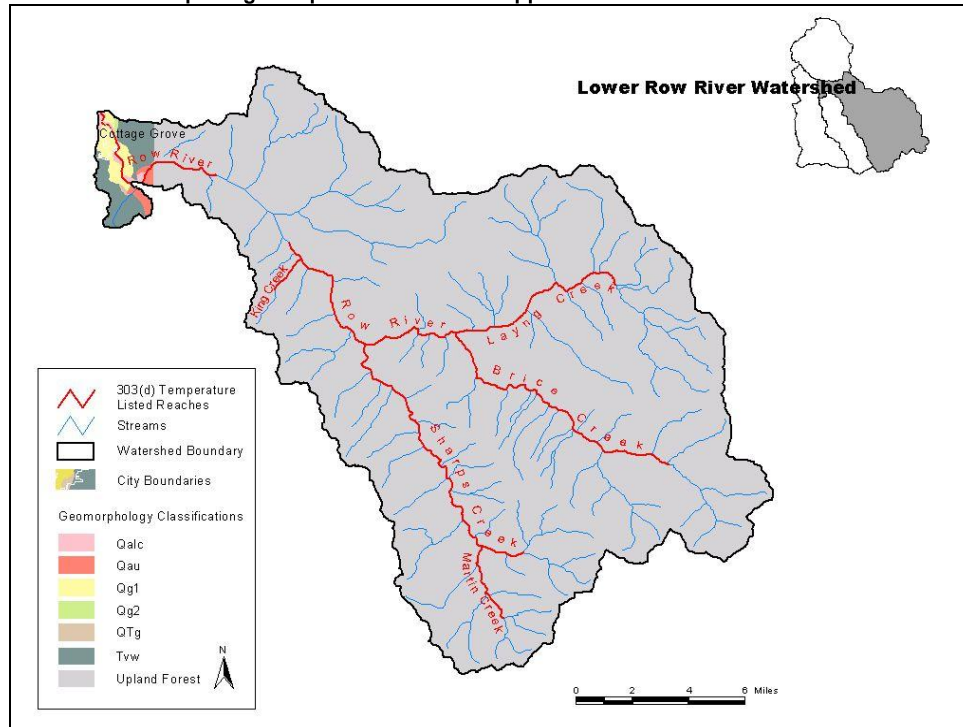 Lower Row River Watershed
Cottage Grove
Row River
King Creek
Row River
Layng Creek
Brice Creek
Sharps Creek
Martin Creek
303(d) Temperature
Listed Reaches
Streams
Watershed Boundary
City Boundaries
Geomorphology Classifications
Qalc
Qau
Qg1
Qg2
QTg
Tvw
Upland Forest
N
0 2 4 6 Miles